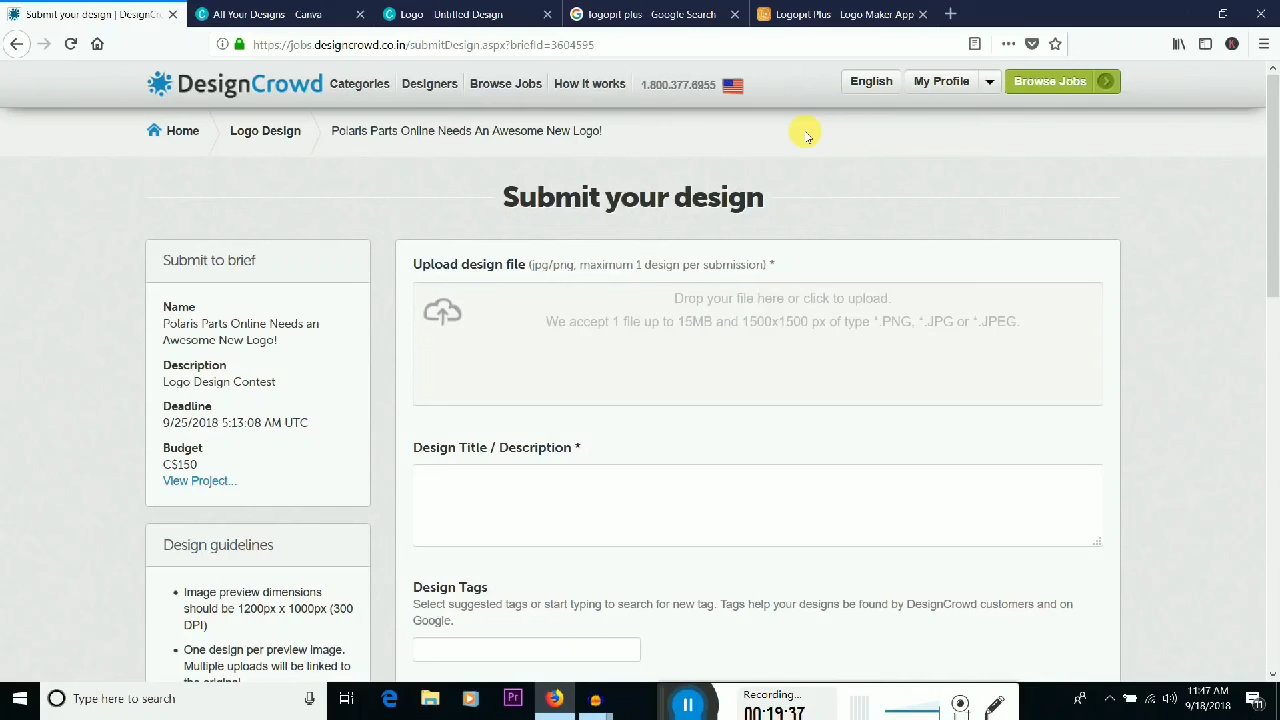 Submit your design | DesignCr
All Your Designs - Canva
Logo - Untitled Design
logopit plus - Google Search
Logopit Plus - Logo Maker App
https://jobs.designcrowd.co.in/submitDesign.aspx?briefId=3684595
DesignCrowd
Categories
Designers
Browse Jobs
How it works
1.800.377.6955
English
My Profile
Browse Jobs
Home
Logo Design
Polaris Parts Online Needs An Awesome New Logo!
Submit your design
Submit to brief
Name
Polaris Parts Online Needs an
Awesome New Logo!
Description
Logo Design Contest
Deadline
9/25/2018 5:13:08 AM UTC
Budget
C$150
View Project...
Design guidelines
Image preview dimensions
should be 1200px x 1000px (300
DPI)
One design per preview image.
Multiple uploads will be linked to
Upload design file (jpg/png, maximum 1 design per submission) *
Drop your file here or click to upload.
We accept 1 file up to 15MB and 1500x1500 px of type *.PNG, *.JPG or *.JPEG.
Design Title / Description *
Design Tags
Select suggested tags or start typing to search for new tag. Tags help your designs be found by DesignCrowd customers and on
Google.
Type here to search
Pr
Recording...
00:19:37
11:47 AM
9/18/2018